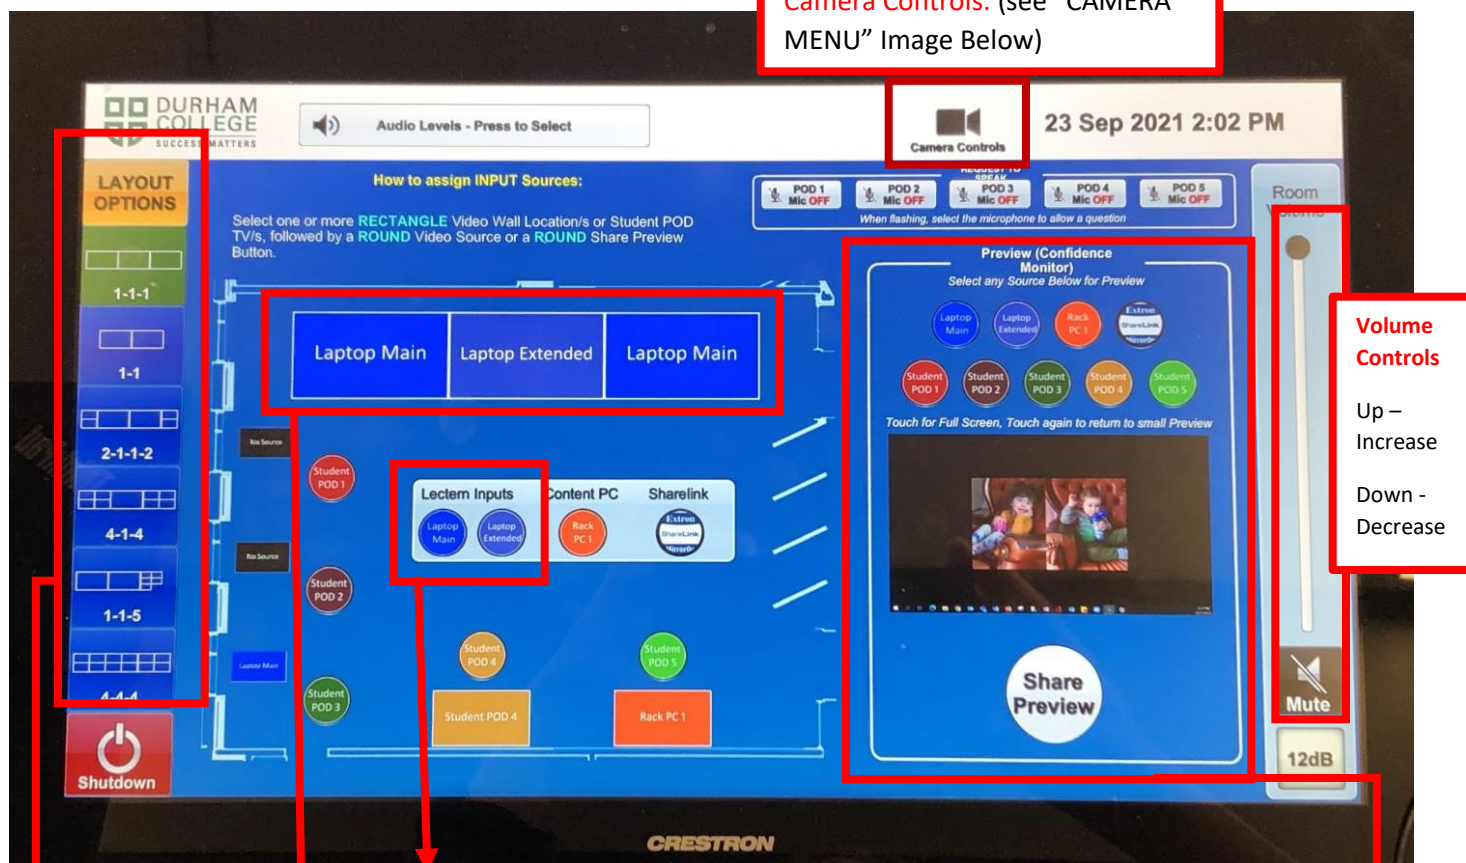 Camera Controls: (see "CAMERA
MENU" Image Below)
DURHAM
COLLEGE
SUCCESS MATTERS
Audio Levels - Press to Select
Camera Controls
23 Sep 2021 2:02 PM
LAYOUT
OPTIONS
1-1-1
1-1
2-1-1-2
4-1-4
1-1-5
4-4-4
Shutdown
How to assign INPUT Sources:
Select one or more RECTANGLE Video Wall Location/s or Student POD
TV/s, followed by a ROUND Video Source or a ROUND Share Preview
Button.
REQUEST TO
SPEAK
POD 1
Mic OFF
POD 2
Mic OFF
POD 3
Mic OFF
POD 4
Mic OFF
POD 5
Mic OFF
When flashing, select the microphone to allow a question
Laptop Main
Laptop Extended
Laptop Main
No Source
Student
POD 1
No Source
Student
POD 2
Laptop Main
Student
POD 3
Lectern Inputs
Laptop
Main
Laptop
Extended
Content PC
Rack
PC 1
Sharelink
Extron
ShareLink
Student
POD 4
Student POD 4
Student
POD 5
Rack PC 1
Preview (Confidence
Monitor)
Select any Source Below for Preview
Laptop
Main
Laptop
Extended
Rack
PC 1
Extron
ShareLink
Student
POD 1
Student
POD 2
Student
POD 3
Student
POD 4
Student
POD 5
Touch for Full Screen, Touch again to return to small Preview
Share
Preview
Room
Volume
Mute
12dB
Volume
Controls
Up –
Increase
Down -
Decrease
CRESTRON